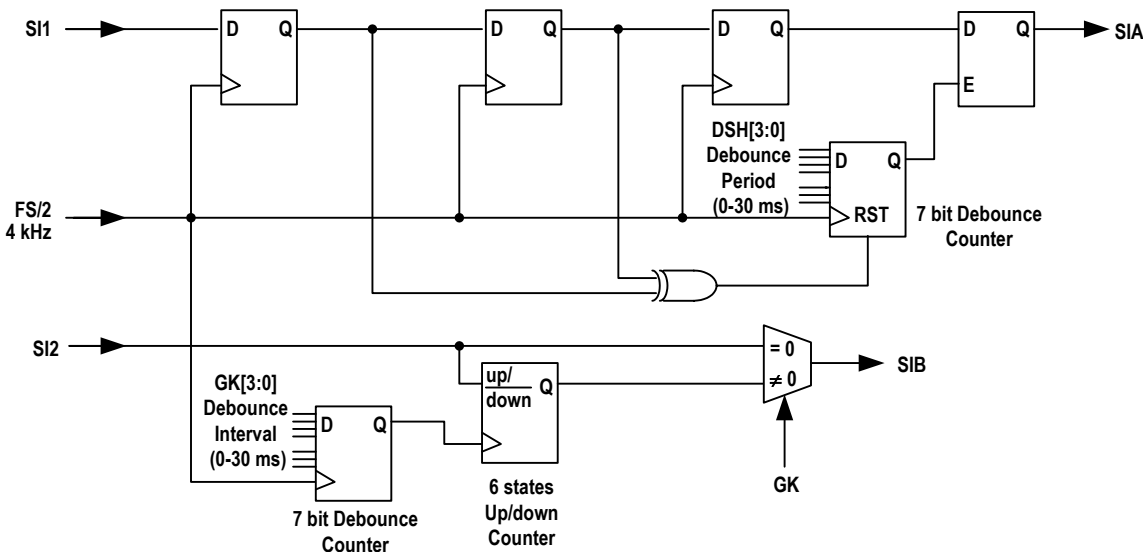 SI1
D Q
D Q
D Q
D Q
E
SIA
DSH[3:0]
Debounce
Period
(0-30 ms)
D Q
RST
7 bit Debounce
Counter
FS/2
4 kHz
SI2
GK[3:0]
Debounce
Interval
(0-30 ms)
D Q
7 bit Debounce
Counter
up/
down
Q
6 states
Up/down
Counter
= 0
≠ 0
SIB
GK